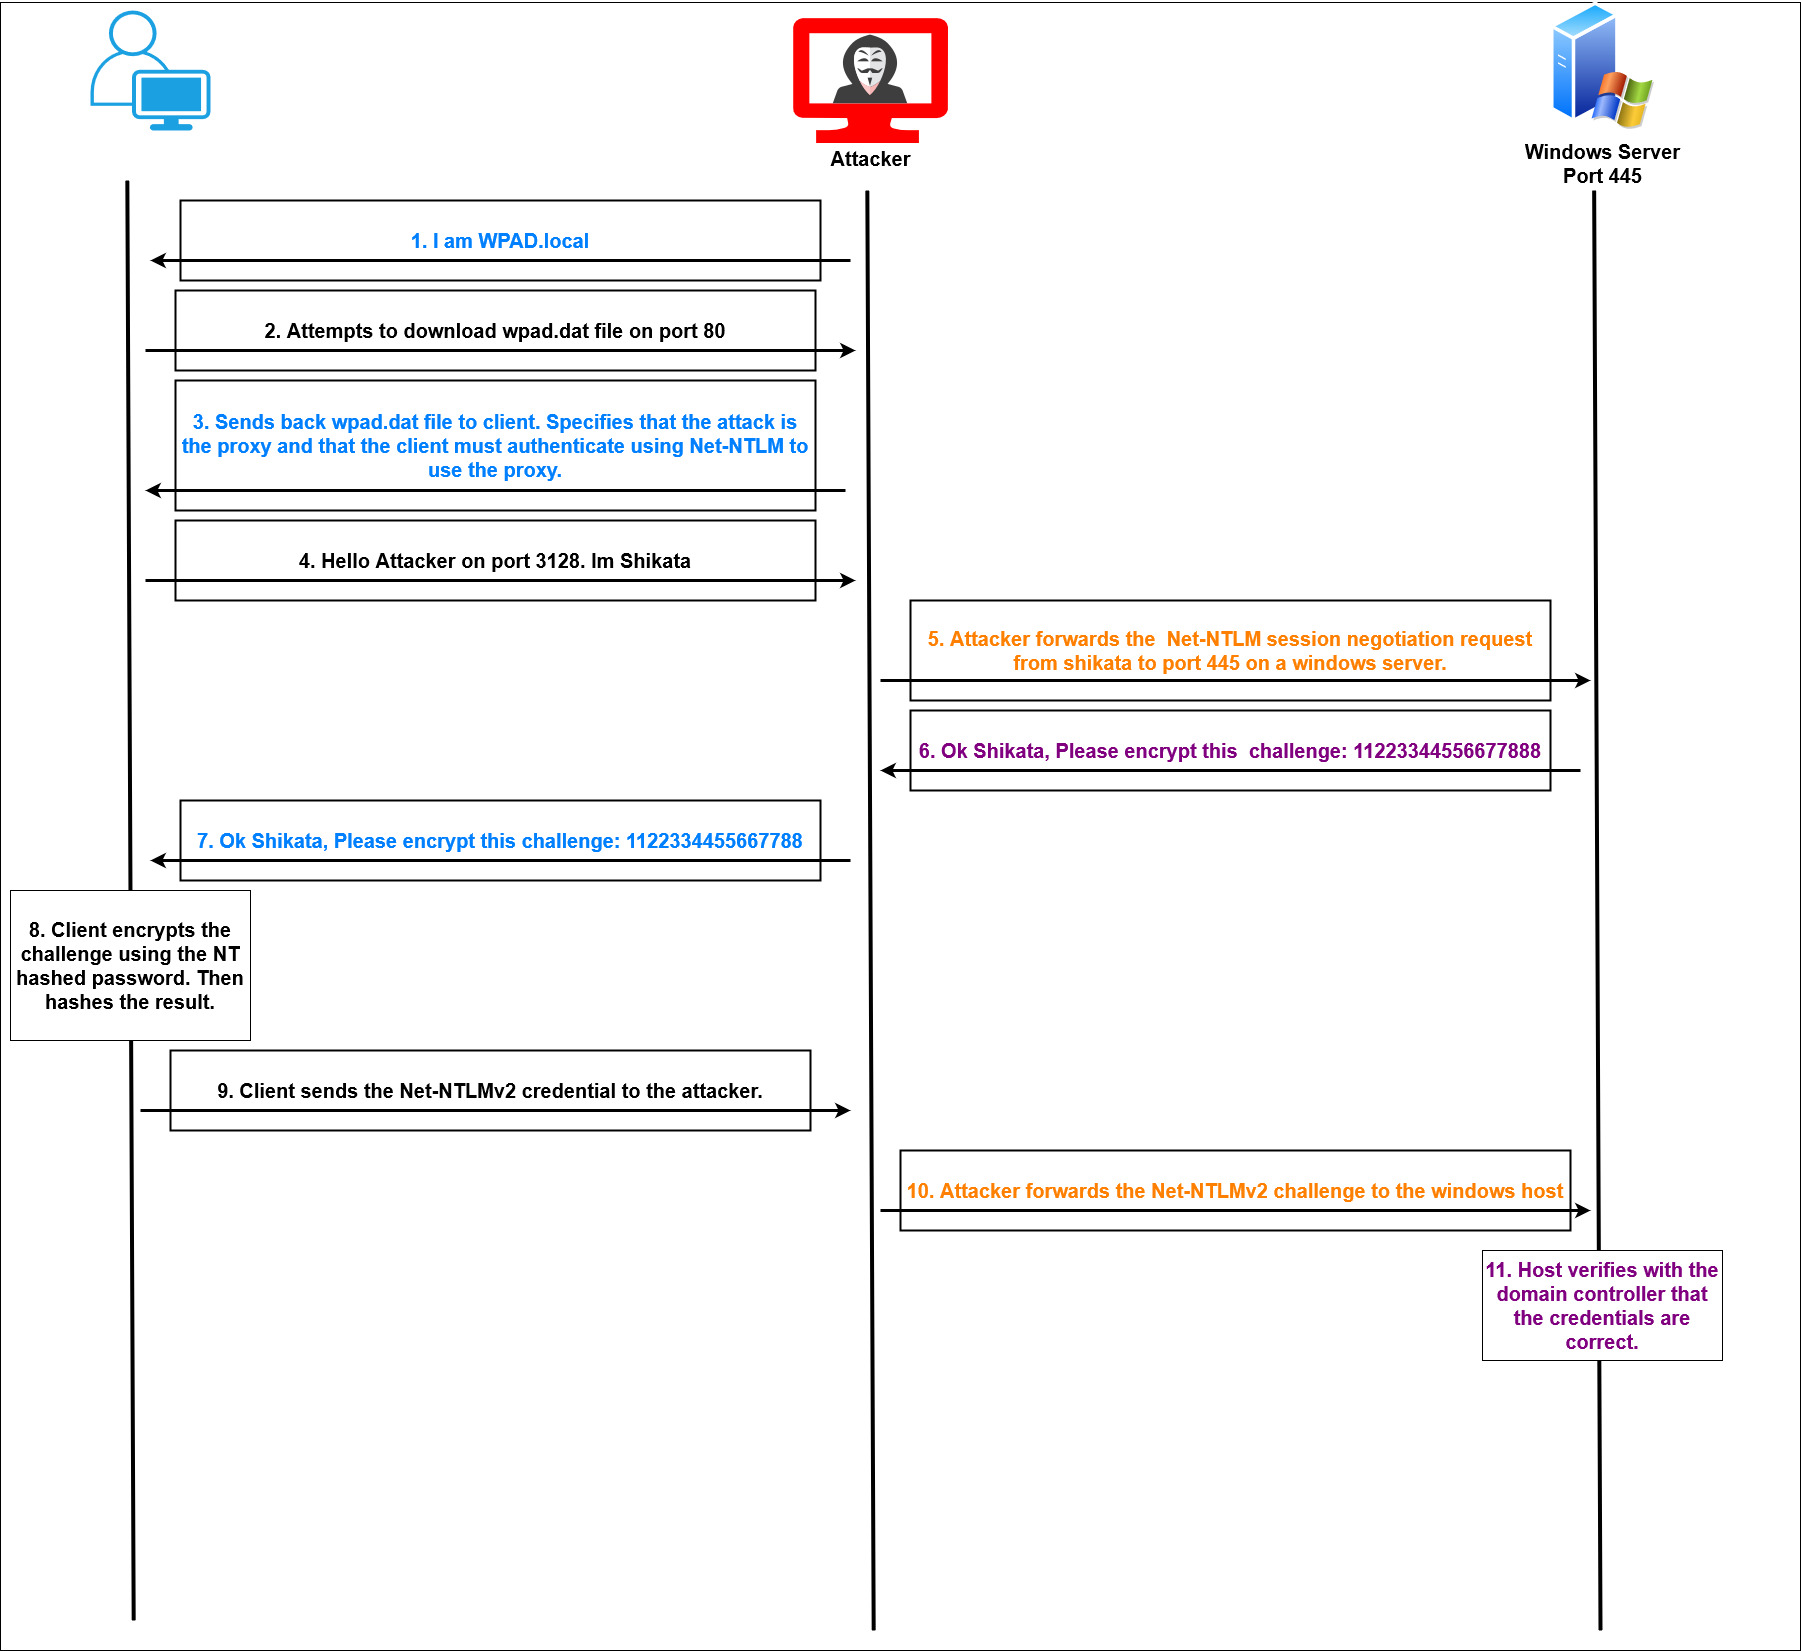 Attacker
Windows Server
Port 445
1. I am WPAD.local
2. Attempts to download wpad.dat file on port 80
3. Sends back wpad.dat file to client. Specifies that the attack is
the proxy and that the client must authenticate using Net-NTLM to
use the proxy.
4. Hello Attacker on port 3128. Im Shikata
5. Attacker forwards the  Net-NTLM session negotiation request
from shikata to port 445 on a windows server.
6. Ok Shikata, Please encrypt this  challenge: 11223344556677888
7. Ok Shikata, Please encrypt this challenge: 1122334455667788
8. Client encrypts the
challenge using the NT
hashed password. Then
hashes the result.
9. Client sends the Net-NTLMv2 credential to the attacker.
10. Attacker forwards the Net-NTLMv2 challenge to the windows host
11. Host verifies with the
domain controller that
the credentials are
correct.